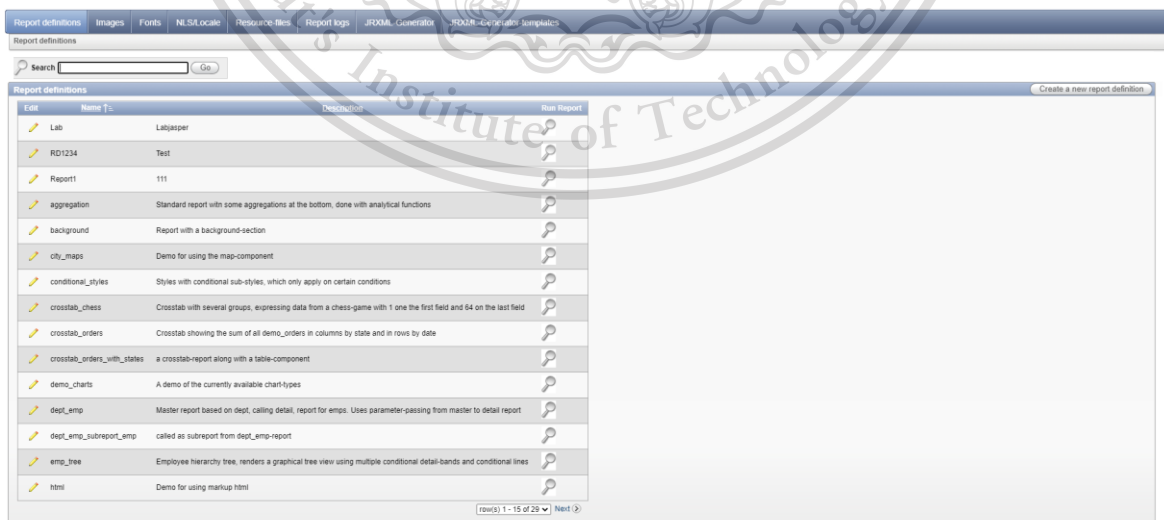 Report definitions Images Fonts NLS/Locale Resource-files Report logs JRXML-Generator JRXML-Generator-templates
Report definitions
Search Go
Report definitions Create a new report definition
Edit Name Description Run Report
Lab Labjasper
RD1234 Test
Report1 111
aggregation Standard report witn some aggregations at the bottom, done with analytical functions
background Report with a background-section
city_maps Demo for using the map-component
conditional_styles Styles with conditional sub-styles, which only apply on certain conditions
crosstab_chess Crosstab with several groups, expressing data from a chess-game with 1 one the first field and 64 on the last field
crosstab_orders Crosstab showing the sum of all demo_orders in columns by state and in rows by date
crosstab_orders_with_states a crosstab-report along with a table-component
demo_charts A demo of the currently available chart-types
dept_emp Master report based on dept, calling detail, report for emps. Uses parameter-passing from master to detail report
dept_emp_subreport_emp called as subreport from dept_emp-report
emp_tree Employee hierarchy tree, renders a graphical tree view using multiple conditional detail-bands and conditional lines
html Demo for using markup html
row(s) 1 - 15 of 29 Next
Institute of Technolo